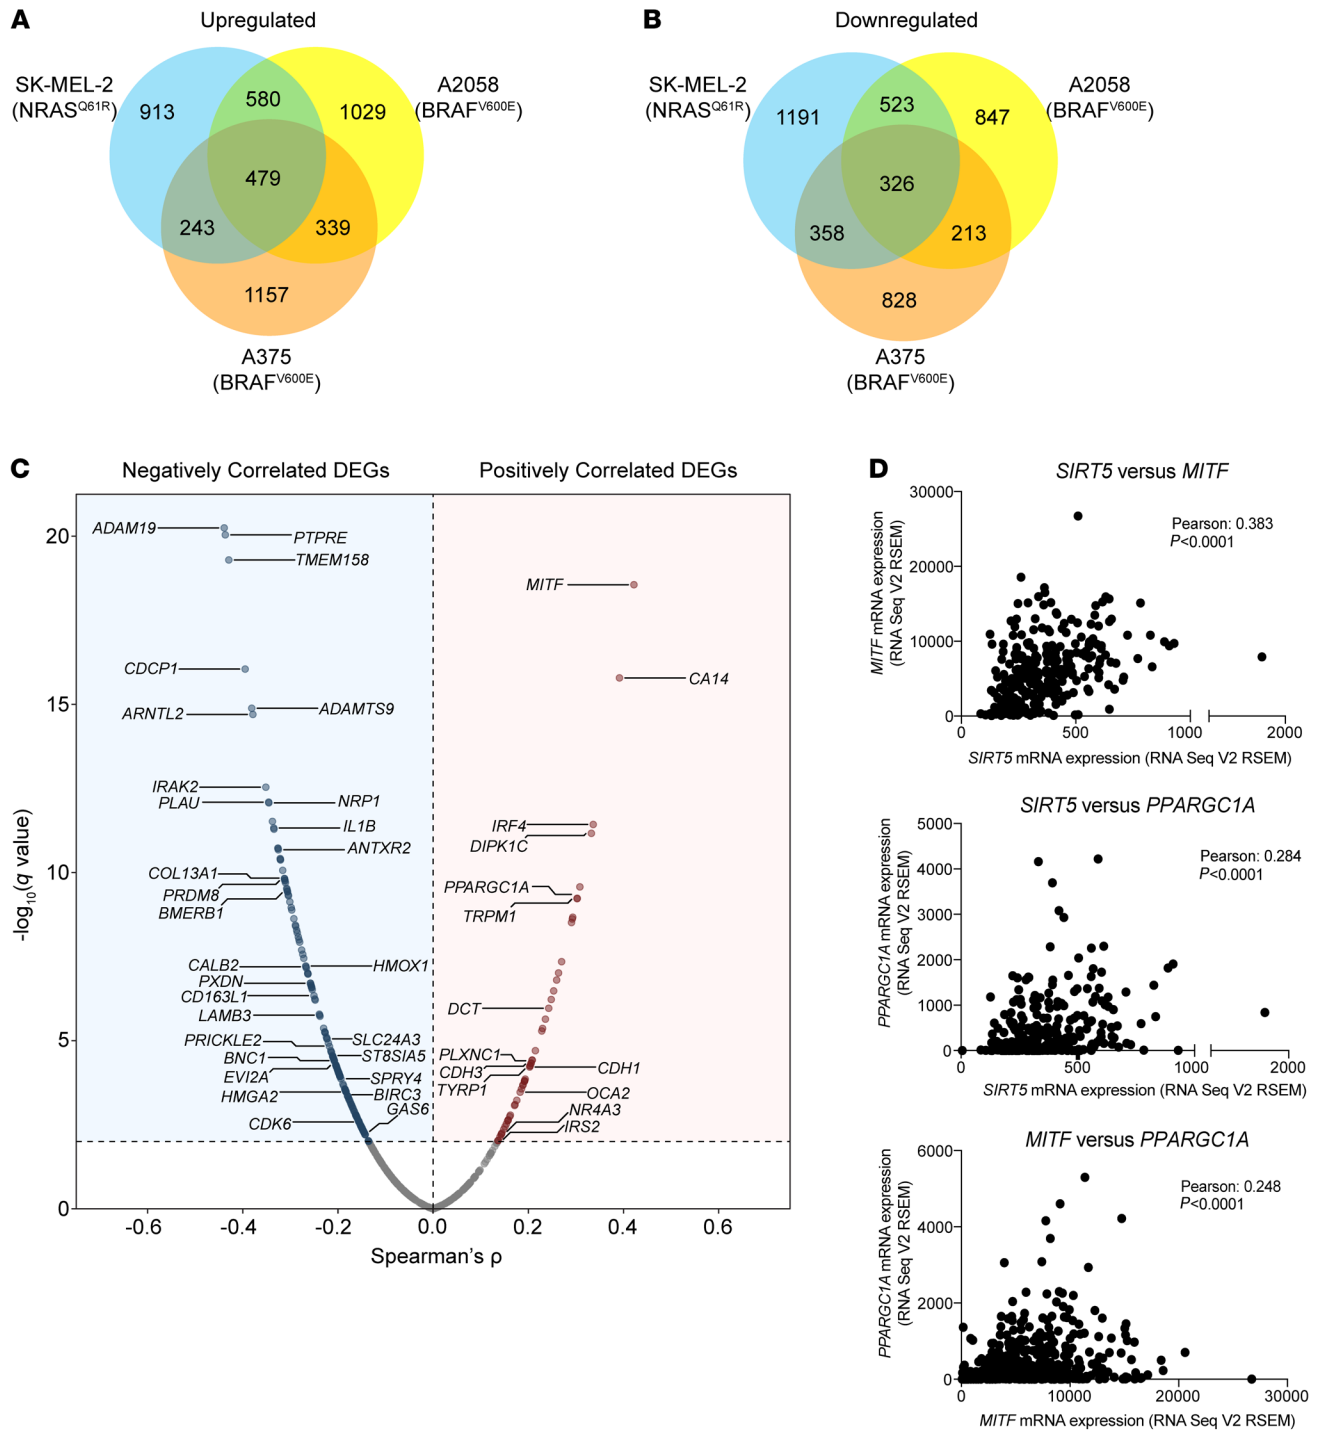 A
Upregulated
SK-MEL-2
(NRASQ61R)
A2058
(BRAFV600E)
913
580
1029
479
243
339
1157
A375
(BRAFV600E)
B
Downregulated
SK-MEL-2
(NRASQ61R)
A2058
(BRAFV600E)
1191
523
847
326
358
213
828
A375
(BRAFV600E)
C
Negatively Correlated DEGs
Positively Correlated DEGs
-log10(q value)
20
15
10
5
0
ADAM19
PTPRE
TMEM158
CDCP1
ADAMTS9
ARNTL2
IRAK2
PLAU
NRP1
IL1B
ANTXR2
COL13A1
PRDM8
BMERB1
CALB2
HMOX1
PXDN
CD163L1
LAMB3
PRICKLE2
SLC24A3
BNC1
ST8SIA5
EVI2A
SPRY4
HMGA2
BIRC3
GAS6
CDK6
MITF
CA14
IRF4
DIPK1C
PPARGC1A
TRPM1
DCT
PLXNC1
CDH3
CDH1
TYRP1
OCA2
NR4A3
IRS2
-0.6
-0.4
-0.2
0.0
0.2
0.4
0.6
Spearman's ρ
D
SIRT5 versus MITF
MITF mRNA expression
(RNA Seq V2 RSEM)
30000
20000
10000
0
Pearson: 0.383
P<0.0001
0
500
1000
2000
SIRT5 mRNA expression (RNA Seq V2 RSEM)
SIRT5 versus PPARGC1A
PPARGC1A mRNA expression
(RNA Seq V2 RSEM)
5000
4000
3000
2000
1000
0
Pearson: 0.284
P<0.0001
0
500
1000
2000
SIRT5 mRNA expression (RNA Seq V2 RSEM)
MITF versus PPARGC1A
PPARGC1A mRNA expression
(RNA Seq V2 RSEM)
6000
4000
2000
0
Pearson: 0.248
P<0.0001
0
10000
20000
30000
MITF mRNA expression (RNA Seq V2 RSEM)